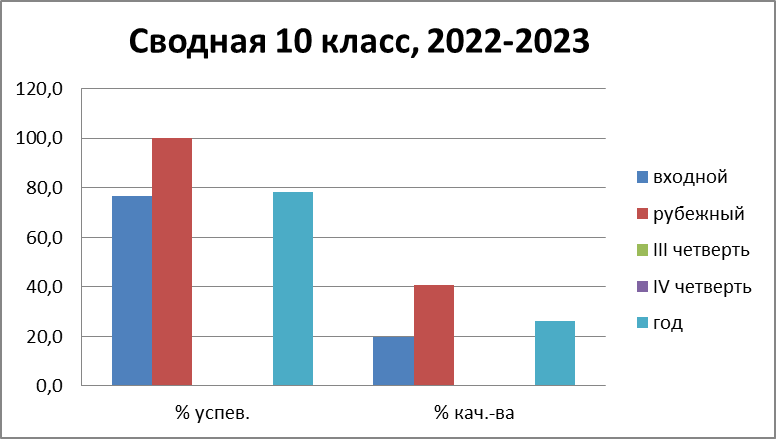 Сводная 10 класс, 2022-2023
120,0
100,0
80,0
60,0
40,0
20,0
0,0
% успев.
% кач.-ва
входной
рубежный
III четверть
IV четверть
год